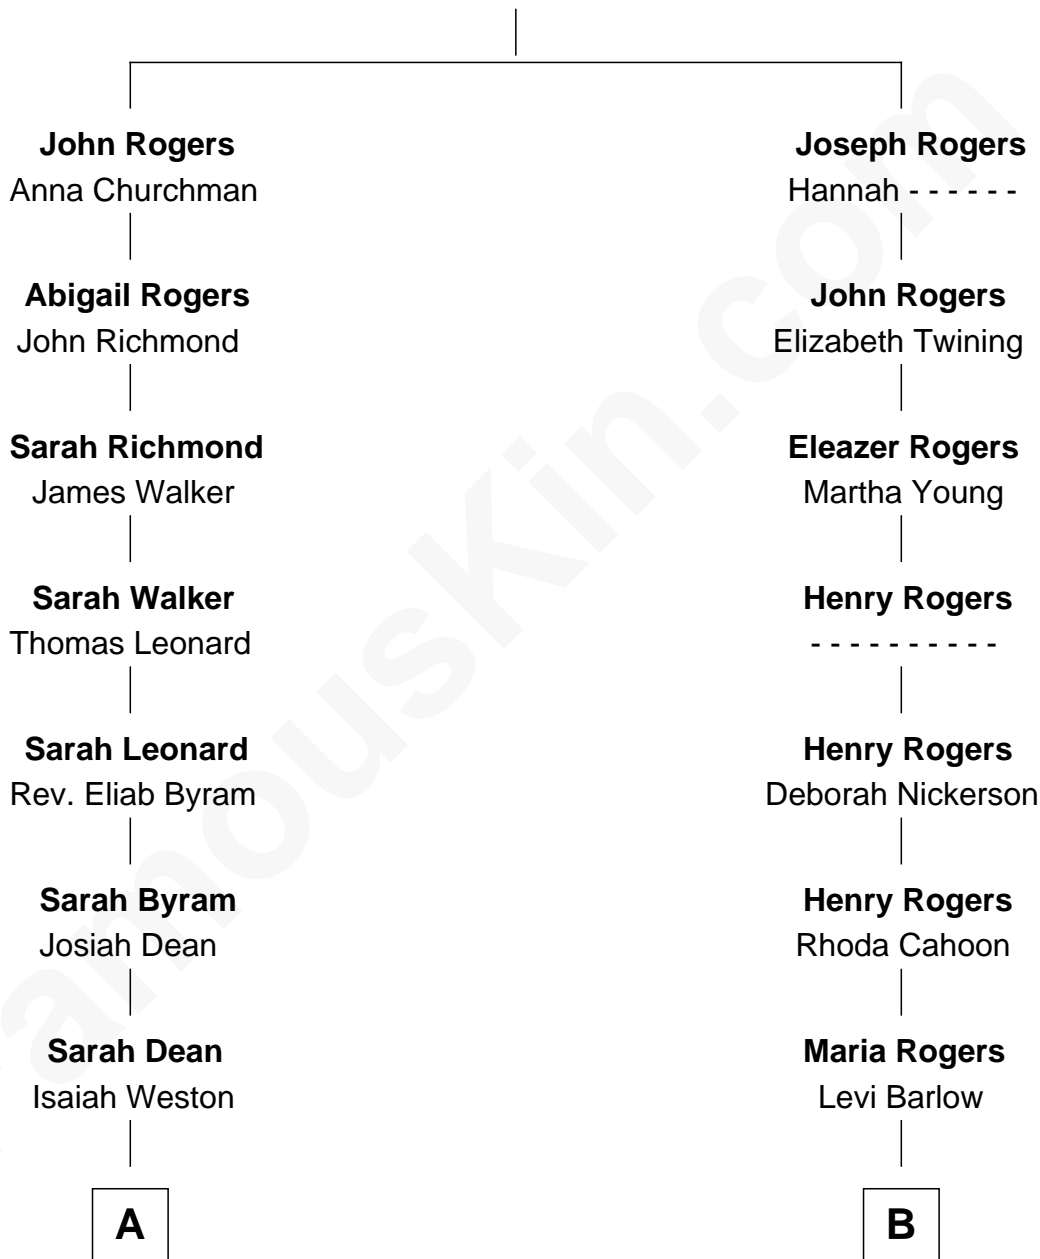 John Rogers
Anna Churchman
Abigail Rogers
John Richmond
Sarah Richmond
James Walker
Sarah Walker
Thomas Leonard
Sarah Leonard
Rev. Eliab Byram
Sarah Byram
Josiah Dean
Sarah Dean
Isaiah Weston
A
Joseph Rogers
Hannah - - - - - -
John Rogers
Elizabeth Twining
Eleazer Rogers
Martha Young
Henry Rogers
- - - - - - - - - -
Henry Rogers
Deborah Nickerson
Henry Rogers
Rhoda Cahoon
Maria Rogers
Levi Barlow
B
amouskin.com